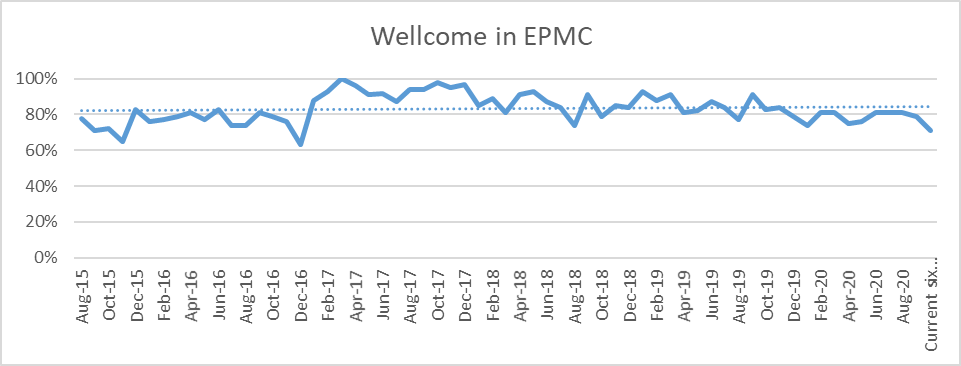 Wellcome in EPMC
100%
80%
60%
40%
20%
0%
Aug-15
Oct-15
Dec-15
Feb-16
Apr-16
Jun-16
Aug-16
Oct-16
Dec-16
Feb-17
Apr-17
Jun-17
Aug-17
Oct-17
Dec-17
Feb-18
Apr-18
Jun-18
Aug-18
Oct-18
Dec-18
Feb-19
Apr-19
Jun-19
Aug-19
Oct-19
Dec-19
Feb-20
Apr-20
Jun-20
Aug-20
Current six...